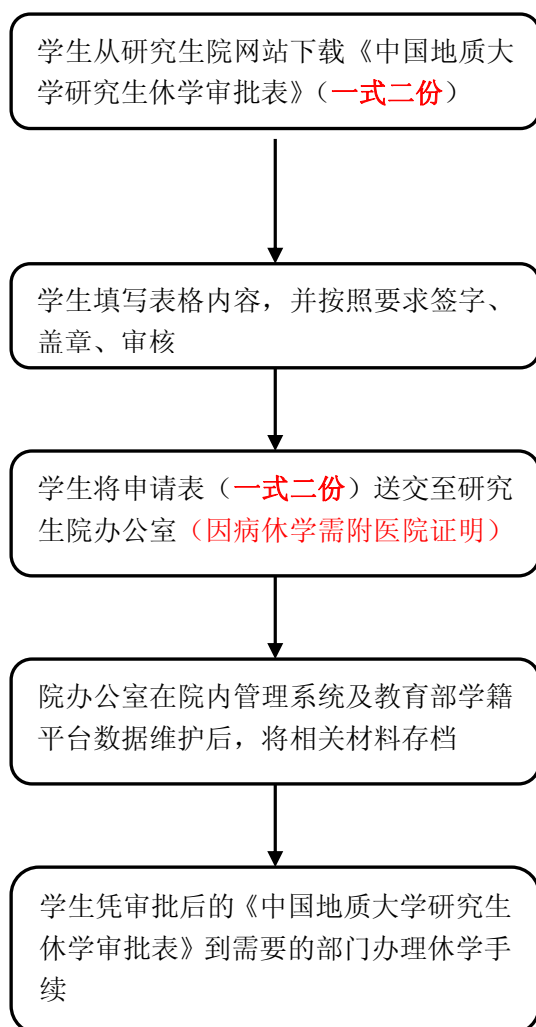 学生从研究生院网站下载《中国地质大
学研究生休学审批表》（一式二份）
学生填写表格内容，并按照要求签字、
盖章、审核
学生将申请表（一式二份）送交至研究
生院办公室（因病休学需附医院证明）
院办公室在院内管理系统及教育部学籍
平台数据维护后，将相关材料存档
学生凭审批后的《中国地质大学研究生
休学审批表》到需要的部门办理休学手
续